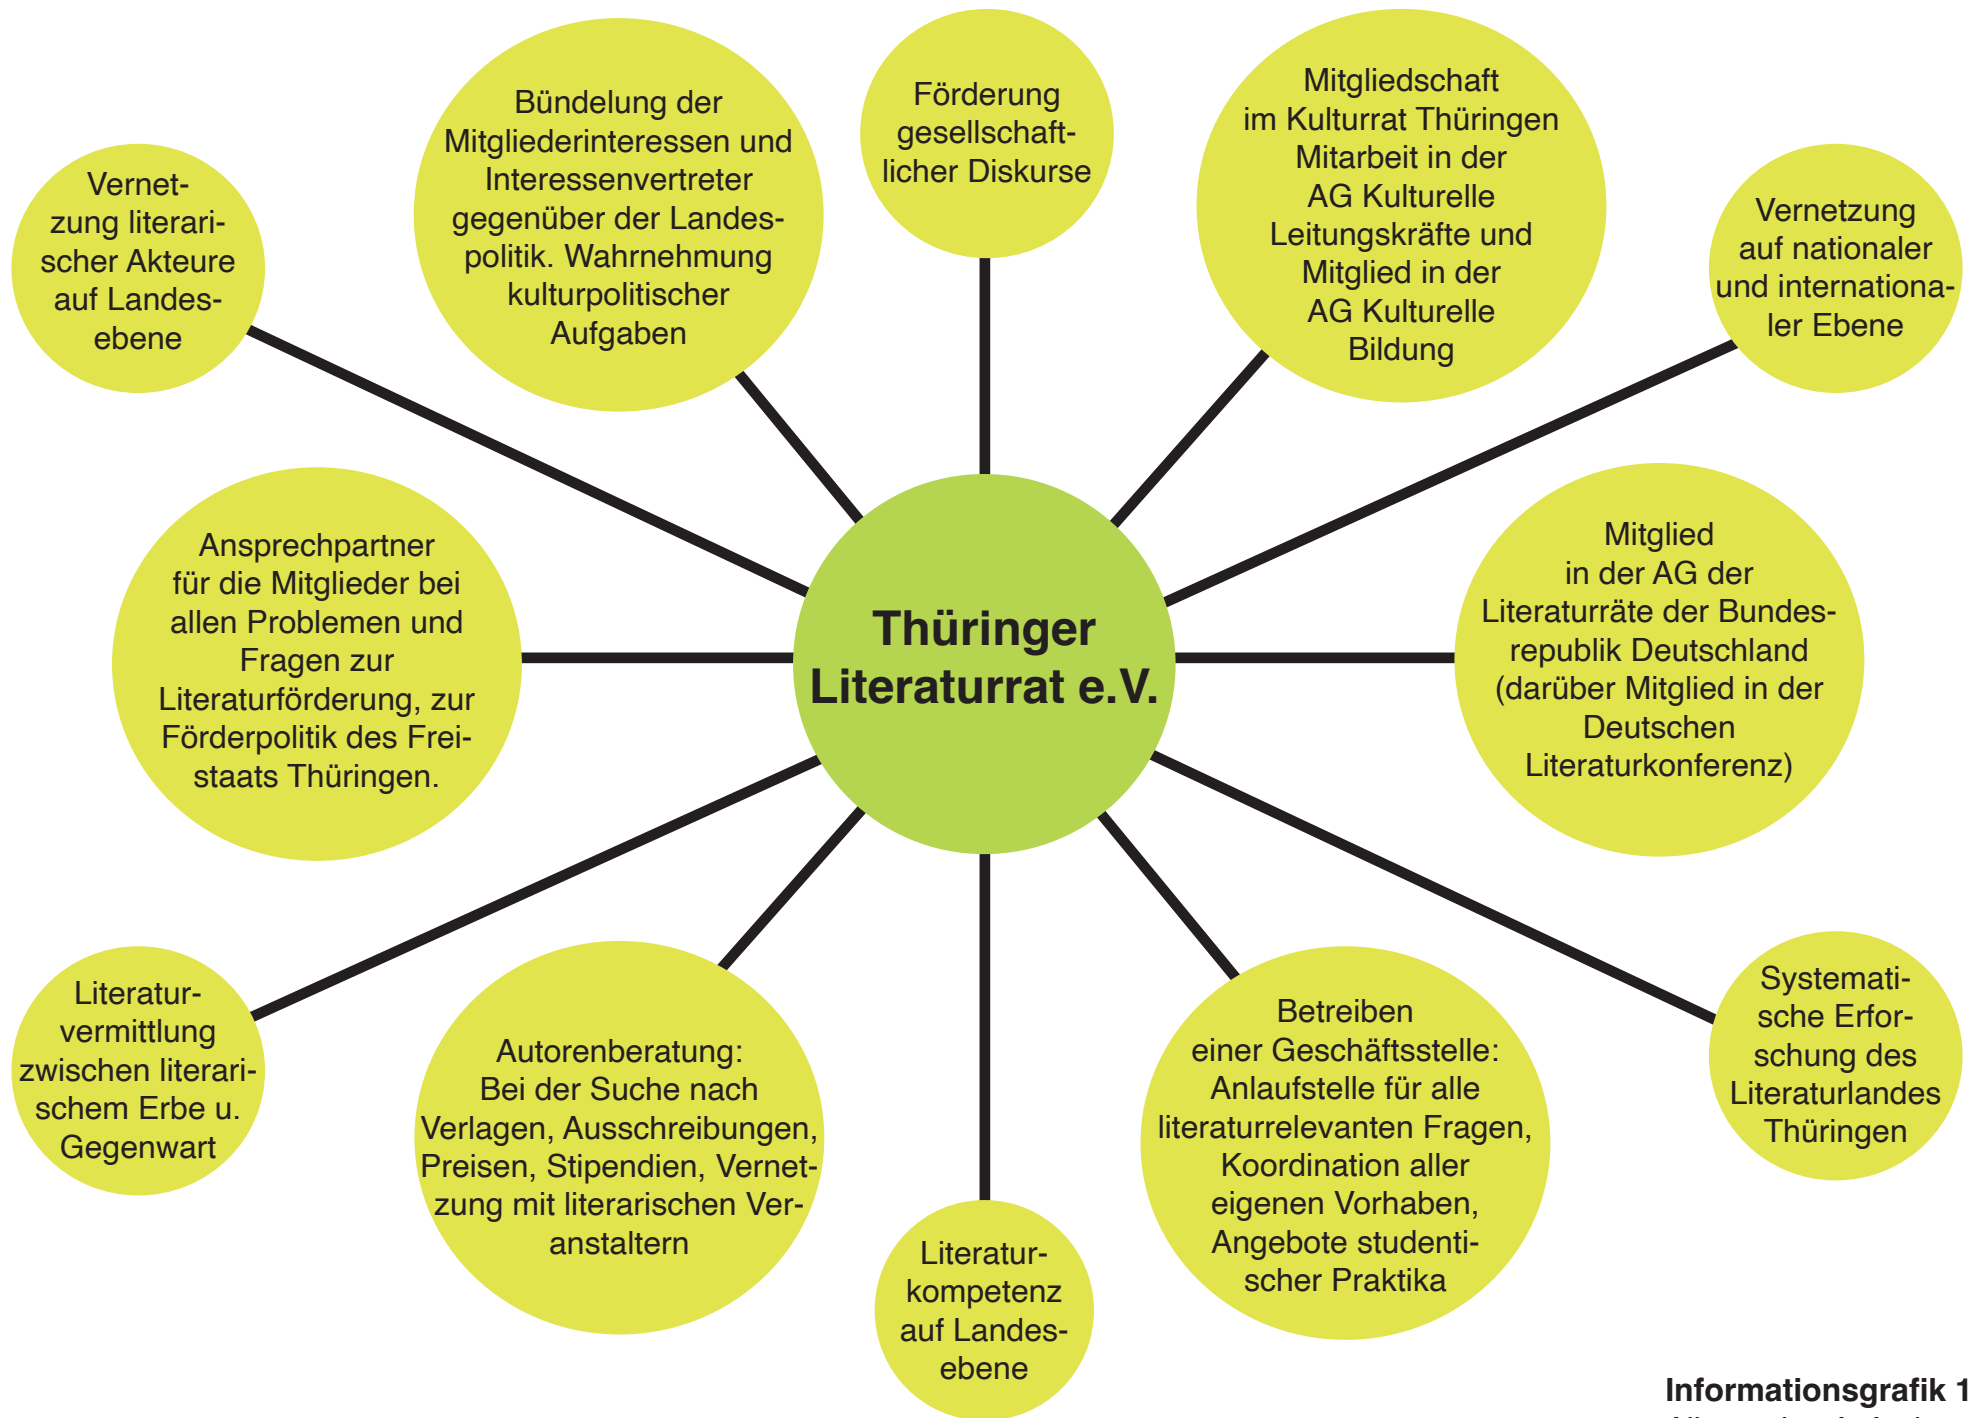 Vernet-
zung literari-
scher Akteure
auf Landes-
ebene
Bündelung der
Mitgliederinteressen und
Interessenvertreter
gegenüber der Landes-
politik. Wahrnehmung
kulturpolitischer
Aufgaben
Förderung
gesellschaft-
licher Diskurse
Mitgliedschaft
im Kulturrat Thüringen
Mitarbeit in der
AG Kulturelle
Leitungskräfte und
Mitglied in der
AG Kulturelle
Bildung
Vernetzung
auf nationaler
und internationa-
ler Ebene
Ansprechpartner
für die Mitglieder bei
allen Problemen und
Fragen zur
Literaturförderung, zur
Förderpolitik des Frei-
staats Thüringen.
Thüringer
Literaturrat e.V.
Mitglied
in der AG der
Literaturräte der Bundes-
republik Deutschland
(darüber Mitglied in der
Deutschen
Literaturkonferenz)
Literatur-
vermittlung
zwischen literari-
schem Erbe u.
Gegenwart
Autorenberatung:
Bei der Suche nach
Verlagen, Ausschreibungen,
Preisen, Stipendien, Vernet-
zung mit literarischen Ver-
anstaltern
Literatur-
kompetenz
auf Landes-
ebene
Betreiben
einer Geschäftsstelle:
Anlaufstelle für alle
literaturrelevanten Fragen,
Koordination aller
eigenen Vorhaben,
Angebote studenti-
scher Praktika
Systemati-
sche Erfor-
schung des
Literaturlandes
Thüringen
Informationsgrafik 1